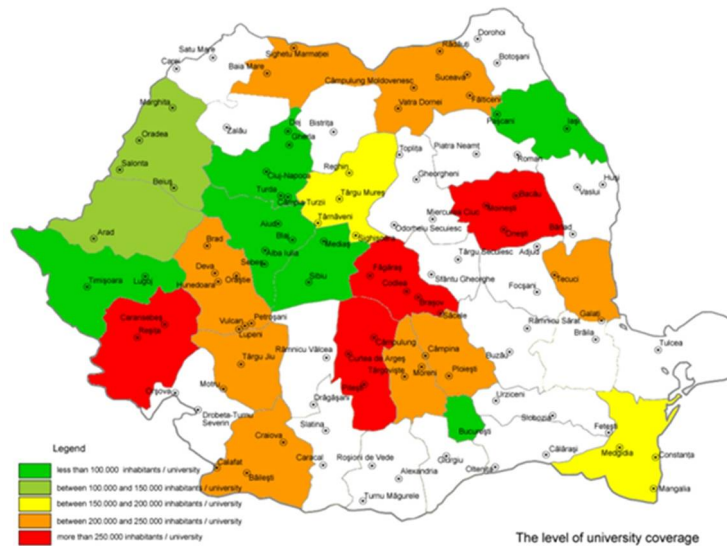 Dorohoi
Satu Mare
Sighetu Marmației
Rădăuți
Botoșani
Carei
Baia Mare
Câmpulung Moldovenesc
Suceava
Fălticeni
Marghita
Vatra Dornei
Dej
Bistrița
Pașcani
Iași
Zalău
Gherla
Oradea
Toplița
Piatra Neamț
Roman
Salonta
Cluj-Napoca
Reghin
Gheorgheni
Huși
Beiuș
Turda
Câmpia Turzii
Târgu Mureș
Bacău
Vaslui
Moinești
Aiud
Târnăveni
Miercurea Ciuc
Arad
Blaj
Odorheiu Secuiesc
Onești
Bârlad
Brad
Mediaș
Sighișoara
Alba Iulia
Târgu Secuiesc
Adjud
Timișoara
Lugoj
Deva
Sebeș
Sibiu
Făgăraș
Sfântu Gheorghe
Tecuci
Hunedoara
Orăștie
Codlea
Focșani
Caransebeș
Brașov
Reșița
Vulcan
Petroșani
Săcele
Galați
Lupeni
Câmpulung
Râmnicu Sărat
Râmnicu Vâlcea
Curtea de Argeș
Câmpina
Buzău
Brăila
Tulcea
Târgu Jiu
Târgoviște
Moreni
Ploiești
Orșova
Motru
Pitești
Drăgășani
Urziceni
Drobeta-Turnu
Severin
Slatina
București
Slobozia
Fetești
Craiova
Medgidia
Constanța
Caracal
Roșiori de Vede
Giurgiu
Călărași
Calafat
Băilești
Alexandria
Oltenița
Mangalia
Turnu Măgurele
Legend
less than 100.000 inhabitants / university
between 100.000 and 150.000 inhabitants / university
between 150.000 and 200.000 inhabitants / university
between 200.000 and 250.000 inhabitants / university
more than 250.000 inhabitants / university
The level of university coverage